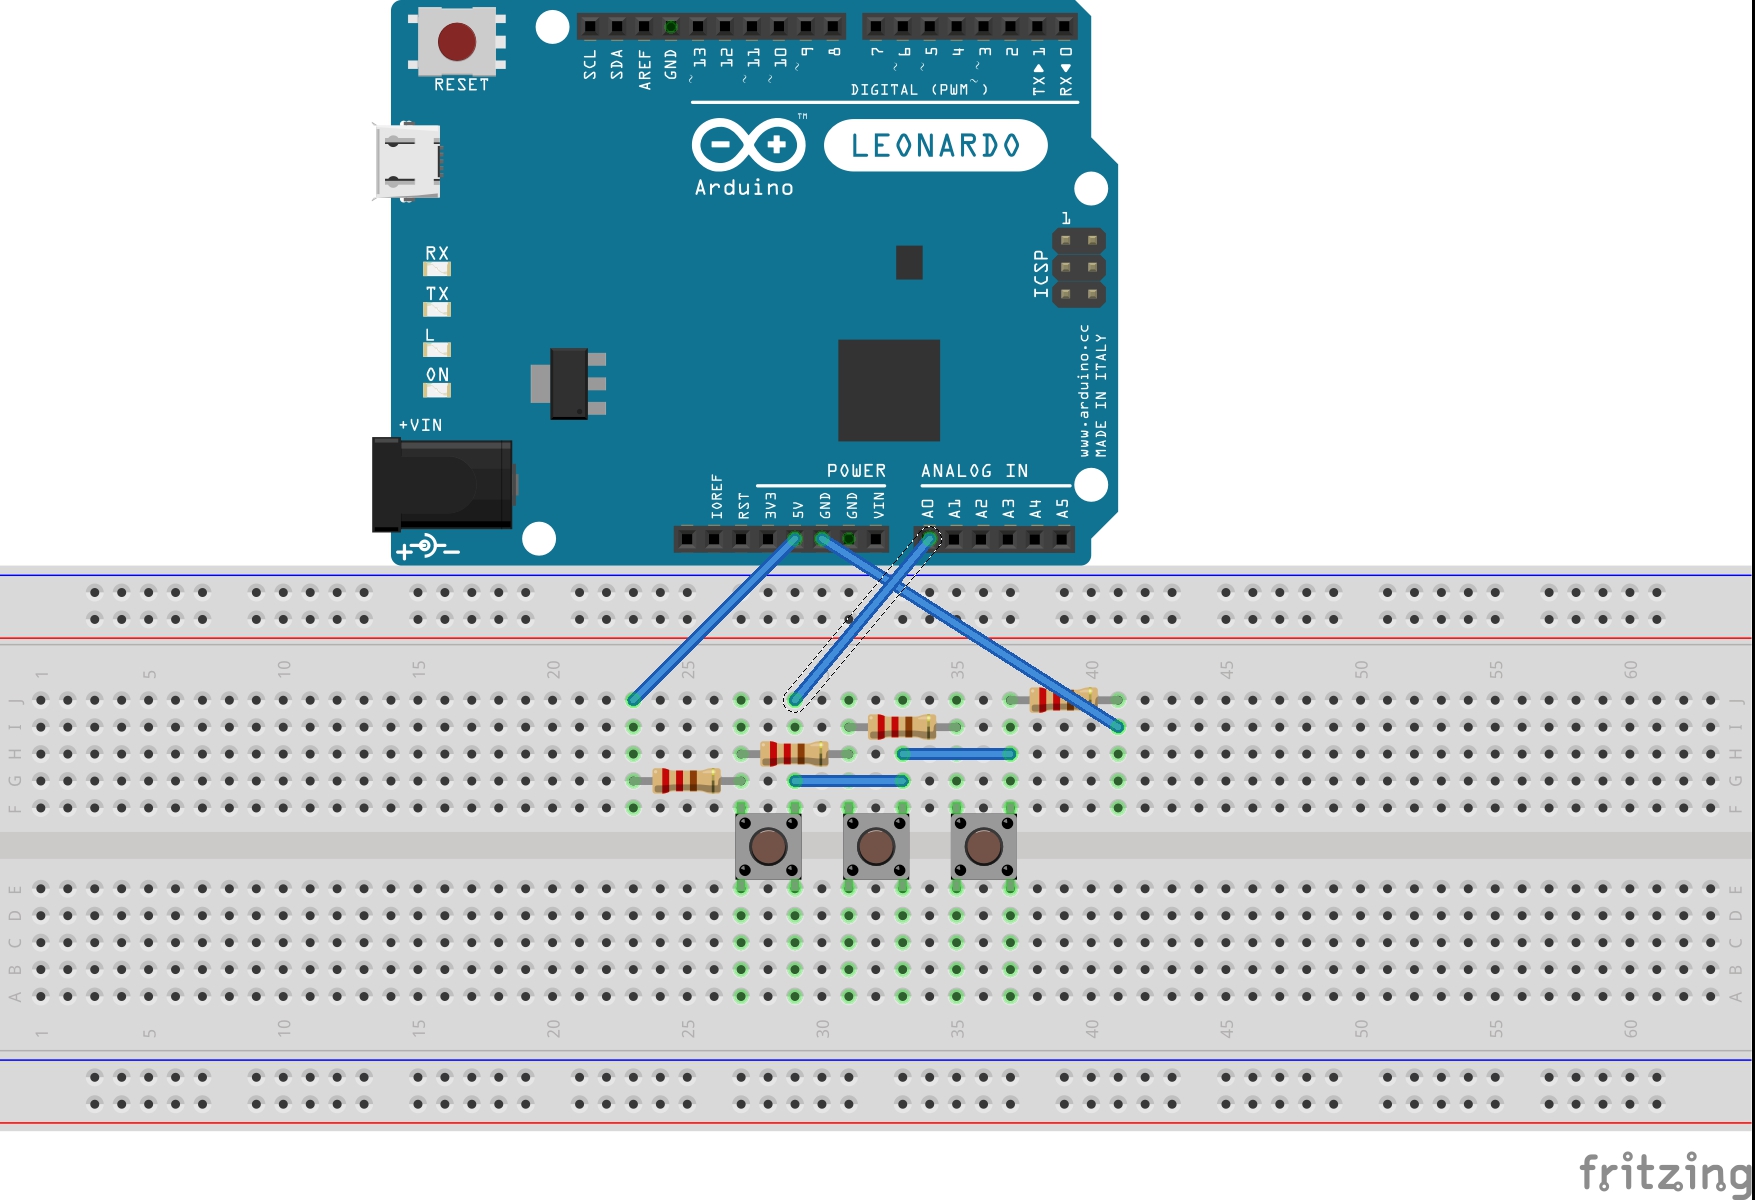 RESET
SCL SDA AREF GND ~13 12 ~11 ~10 ~9 8 7 ~6 ~5 4 ~3 2 TX▶1 RX◀0
DIGITAL (PWM~)
Arduino
TM
LEONARDO
1
ICSP
RX
TX
L
ON
+VIN
www.arduino.cc
MADE IN ITALY
POWER
ANALOG IN
IOREF RST 3V3 5V GND GND VIN A0 A1 A2 A3 A4 A5
1 5 10 15 20 25 35 40 45 50 55 60
J J
I I
H H
G G
F F
E E
D D
C C
B B
A A
1 5 10 15 20 25 30 35 40 45 50 55 60
fritzing